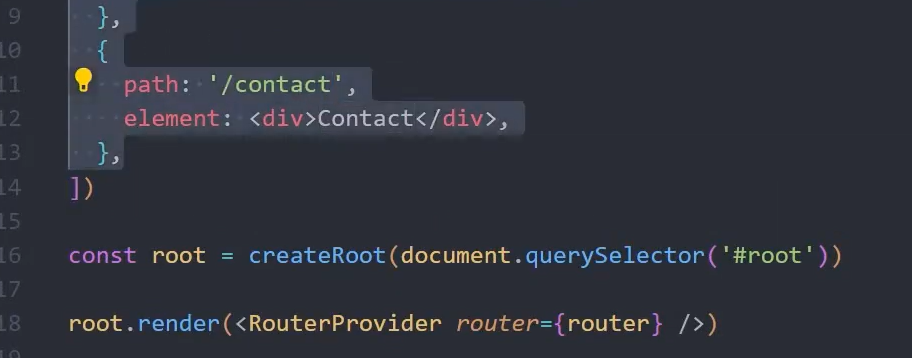 9 },
10 {
11 path: '/contact',
12 element: <div>Contact</div>,
13 },
14 ])
15
16 const root = createRoot(document.querySelector('#root'))
17
18 root.render(<RouterProvider router={router} />)
19